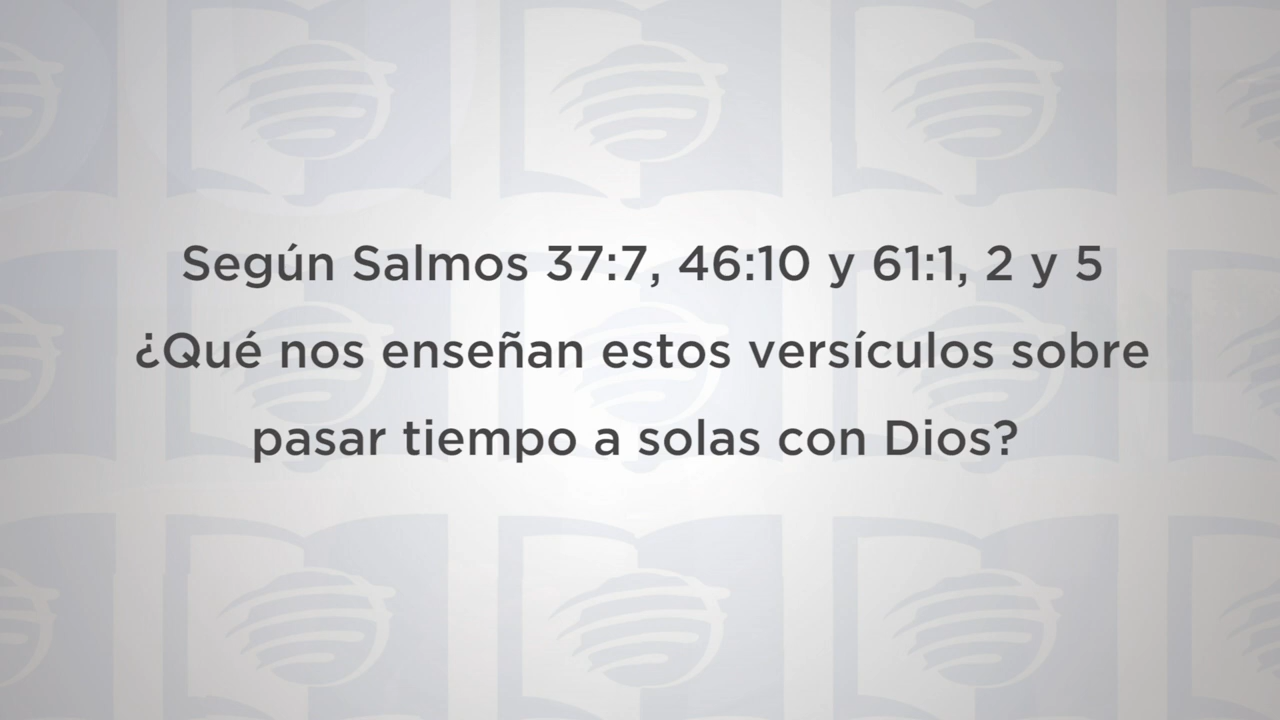 Según Salmos 37:7, 46:10 y 61:1, 2 y 5
¿Qué nos enseñan estos versículos sobre
pasar tiempo a solas con Dios?